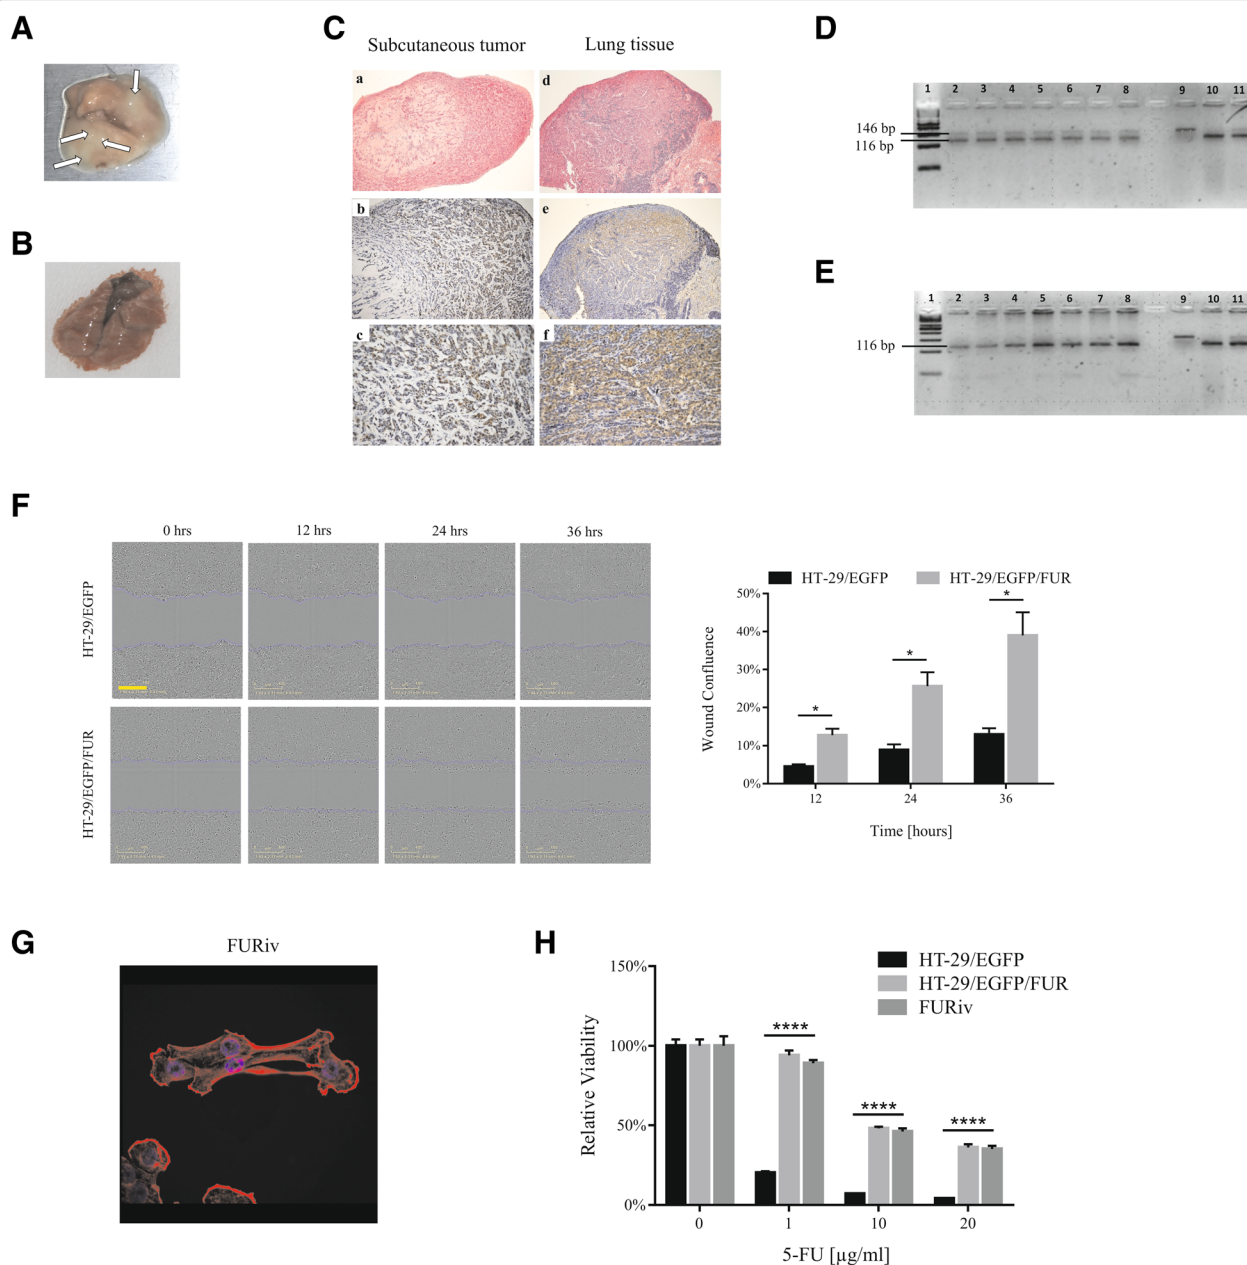 A
B
C
Subcutaneous tumor
Lung tissue
a
b
c
d
e
f
D
1 2 3 4 5 6 7 8 9 10 11
146 bp
116 bp
E
1 2 3 4 5 6 7 8 9 10 11
116 bp
F
0 hrs
12 hrs
24 hrs
36 hrs
HT-29/EGFP
HT-29/EGFP/FUR
HT-29/EGFP
HT-29/EGFP/FUR
50%
40%
30%
20%
10%
0%
Wound Confluence
*
*
*
12
24
36
Time [hours]
G
FURiv
H
HT-29/EGFP
HT-29/EGFP/FUR
FURiv
150%
100%
50%
0%
Relative Viability
****
****
****
0
1
10
20
5-FU [µg/ml]